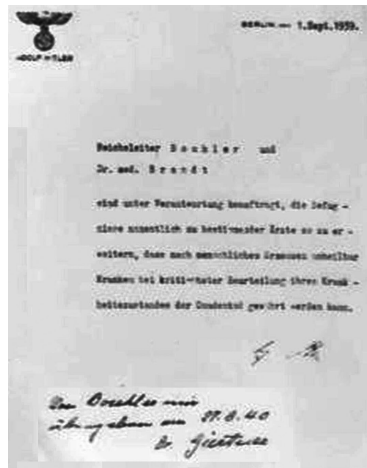 ADOLF HITLER
BERLIN, 1.Sept.1939.
Reichsleiter B o u h l e r und
Dr. med. B r a n d t
sind unter Verantwortung beauftragt, die Befug -
nisse namentlich zu bestimmender Ärzte so zu er -
weitern, dass nach menschlichem Ermessen unheilbar
Kranken bei kritischster Beurteilung ihres Krank -
heitszustandes der Gnadentod gewährt werden kann.
Von Bouhler mir
übergeben am 27.8.40
Dr Gürtner